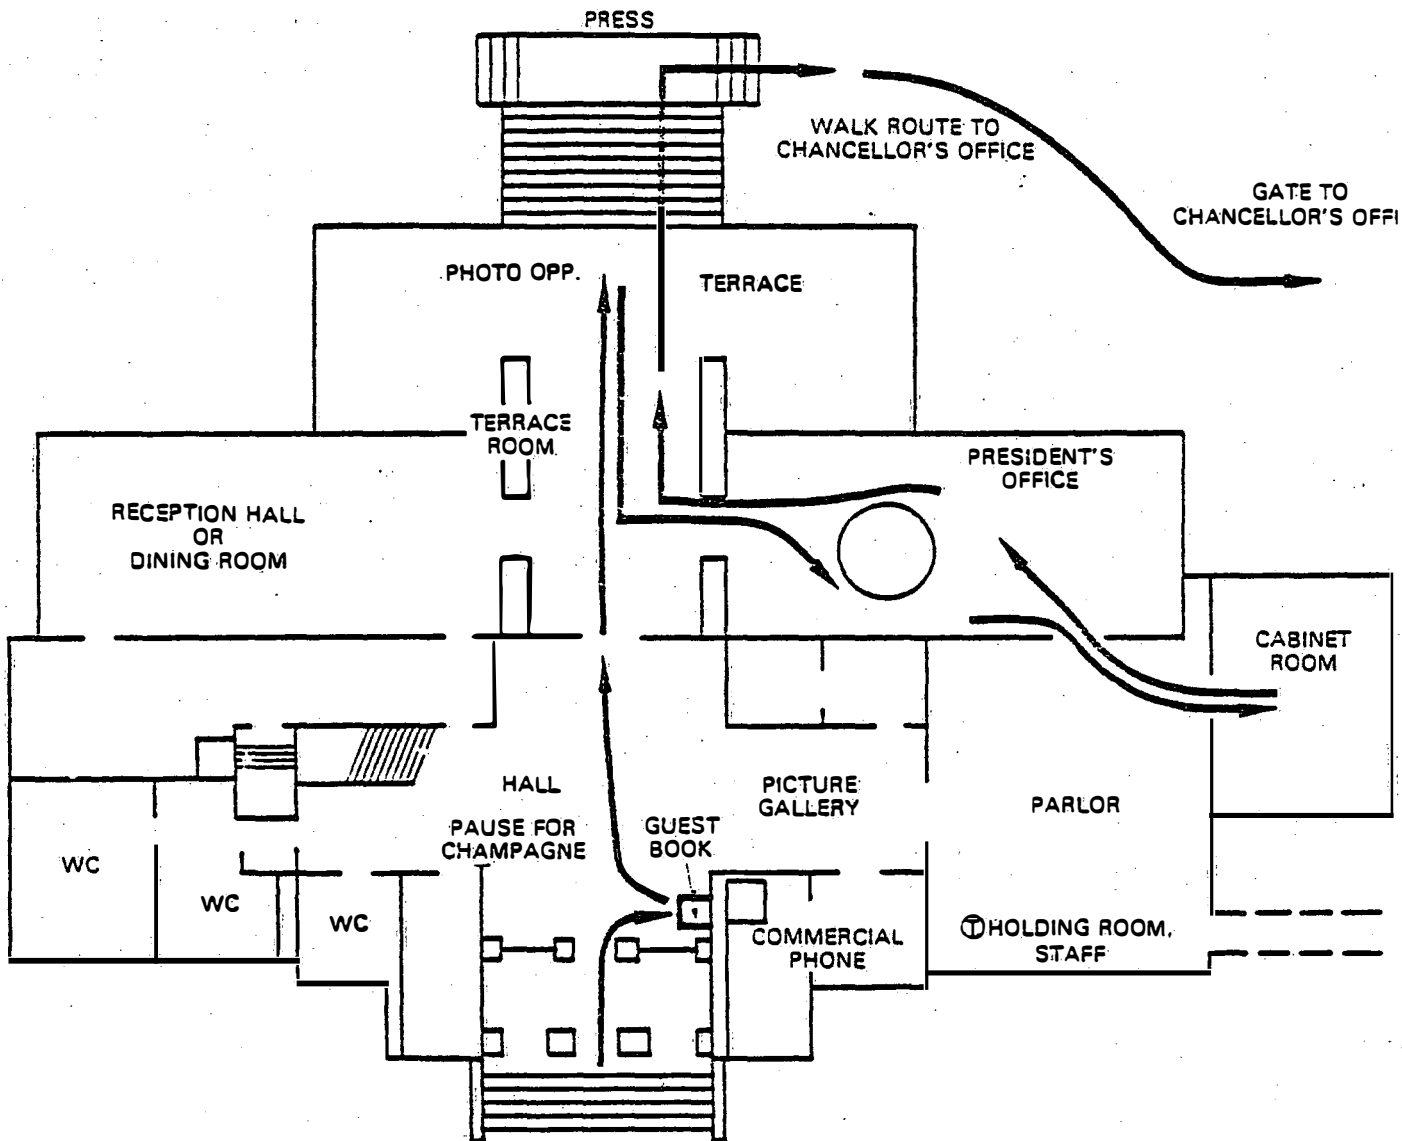 PRESS
WALK ROUTE TO
CHANCELLOR'S OFFICE
GATE TO
CHANCELLOR'S OFFI
PHOTO OPP.
TERRACE
TERRACE
ROOM
PRESIDENT'S
OFFICE
RECEPTION HALL
OR
DINING ROOM
CABINET
ROOM
HALL
PICTURE
GALLERY
PARLOR
PAUSE FOR
CHAMPAGNE
GUEST
BOOK
WC
WC
WC
COMMERCIAL
PHONE
Ⓣ HOLDING ROOM,
STAFF